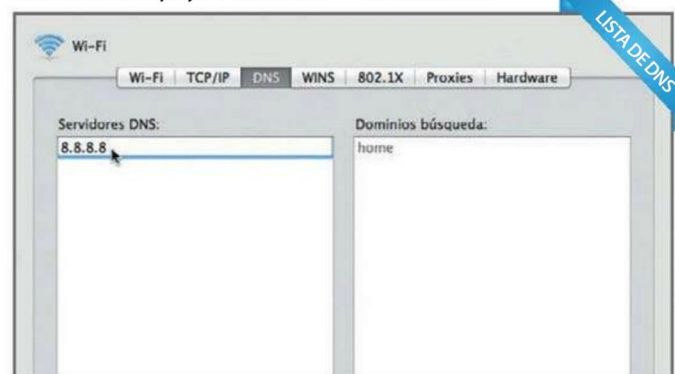 LISTA DE DNS
Wi-Fi
Wi-Fi TCP/IP DNS WINS 802.1X Proxies Hardware
Servidores DNS:
Dominios búsqueda:
8.8.8.8
home